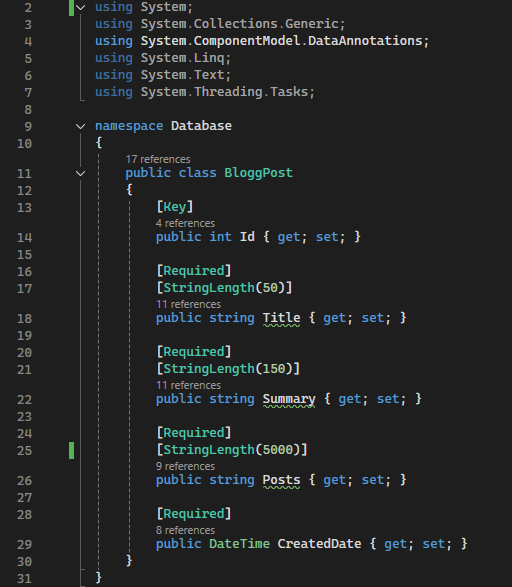 2 using System;
3 using System.Collections.Generic;
4 using System.ComponentModel.DataAnnotations;
5 using System.Linq;
6 using System.Text;
7 using System.Threading.Tasks;
8
9 namespace Database
10 {
17 references
11 public class BloggPost
12 {
13 [Key]
4 references
14 public int Id { get; set; }
15
16 [Required]
17 [StringLength(50)]
11 references
18 public string Title { get; set; }
19
20 [Required]
21 [StringLength(150)]
11 references
22 public string Summary { get; set; }
23
24 [Required]
25 [StringLength(5000)]
9 references
26 public string Posts { get; set; }
27
28 [Required]
8 references
29 public DateTime CreatedDate { get; set; }
30 }
31 }